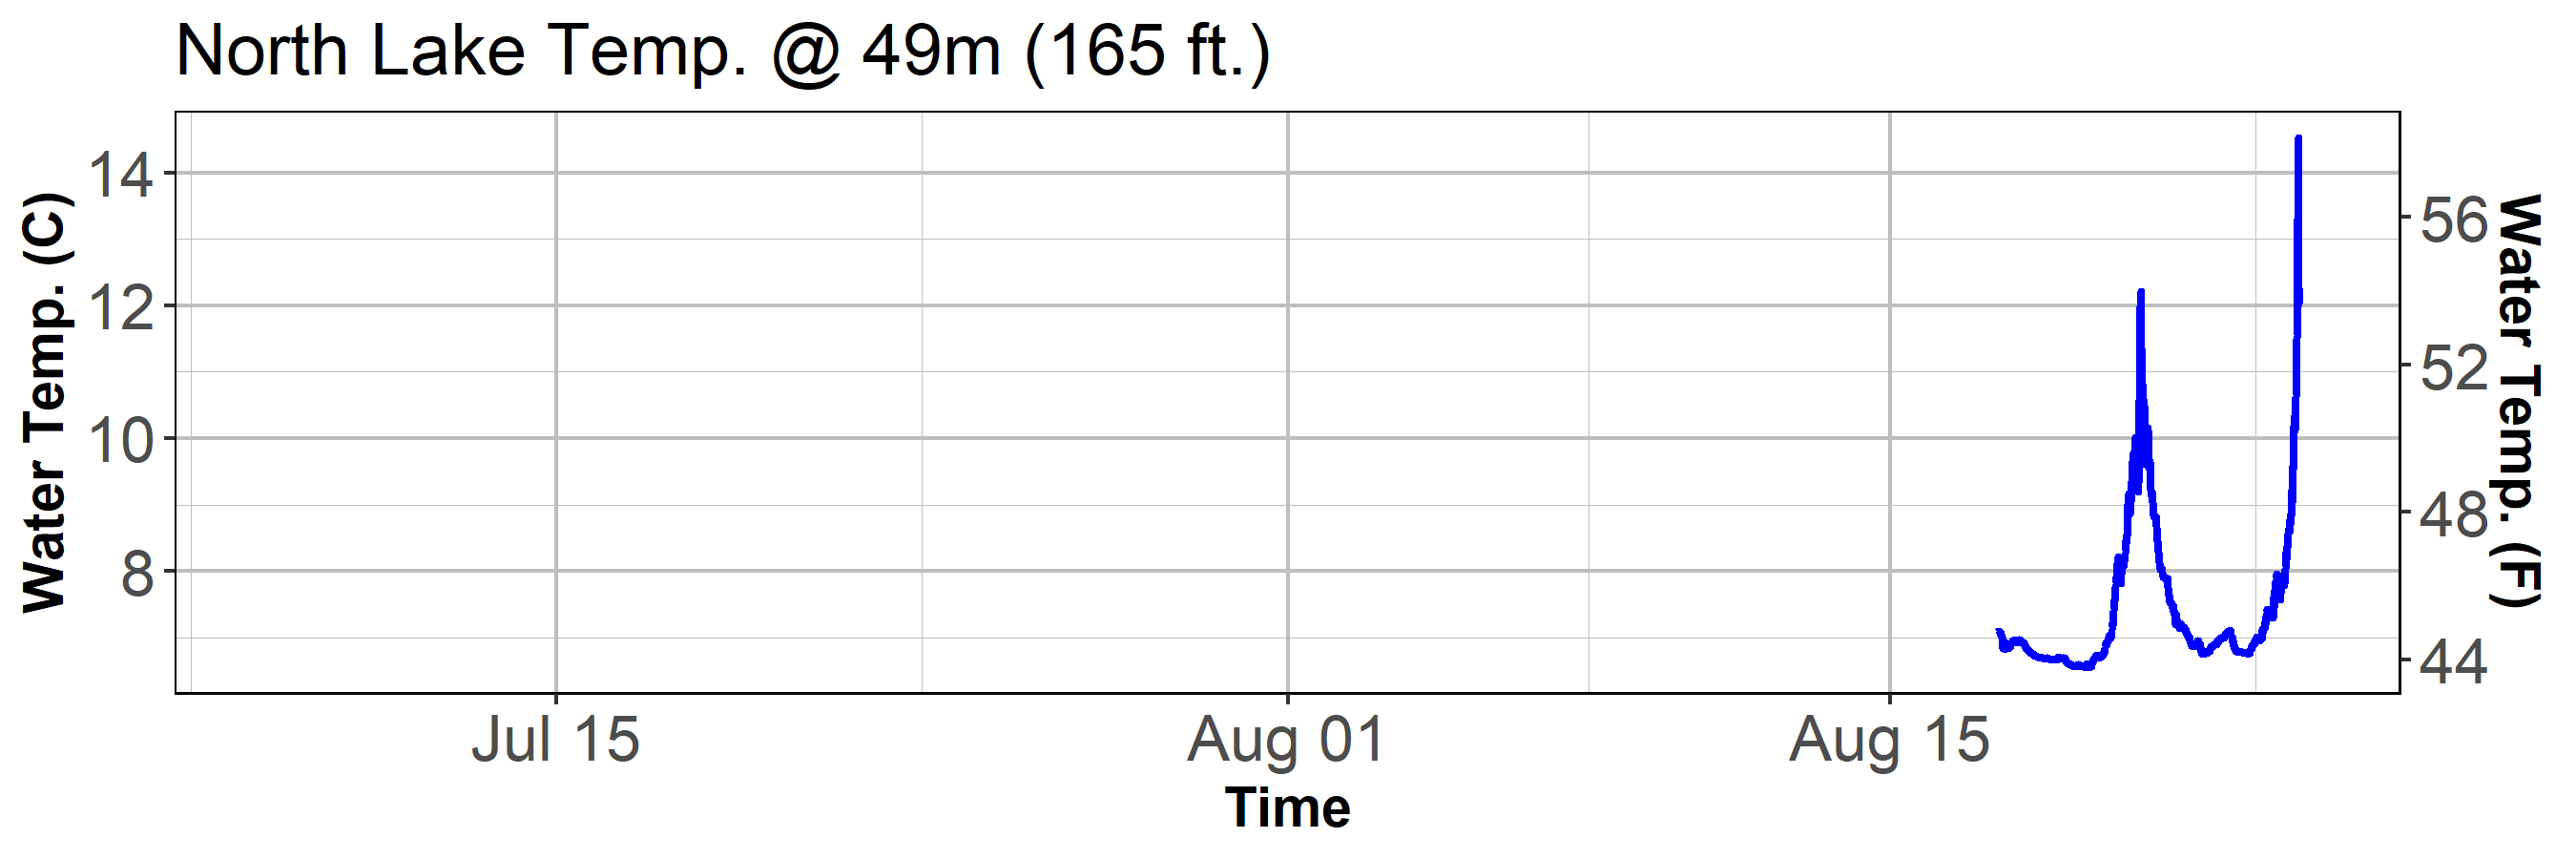 North Lake Temp. @ 49m (165 ft.)
Water Temp. (C)
14
12
10
8
56
52
48
44
Water Temp. (F)
Jul 15
Aug 01
Aug 15
Time